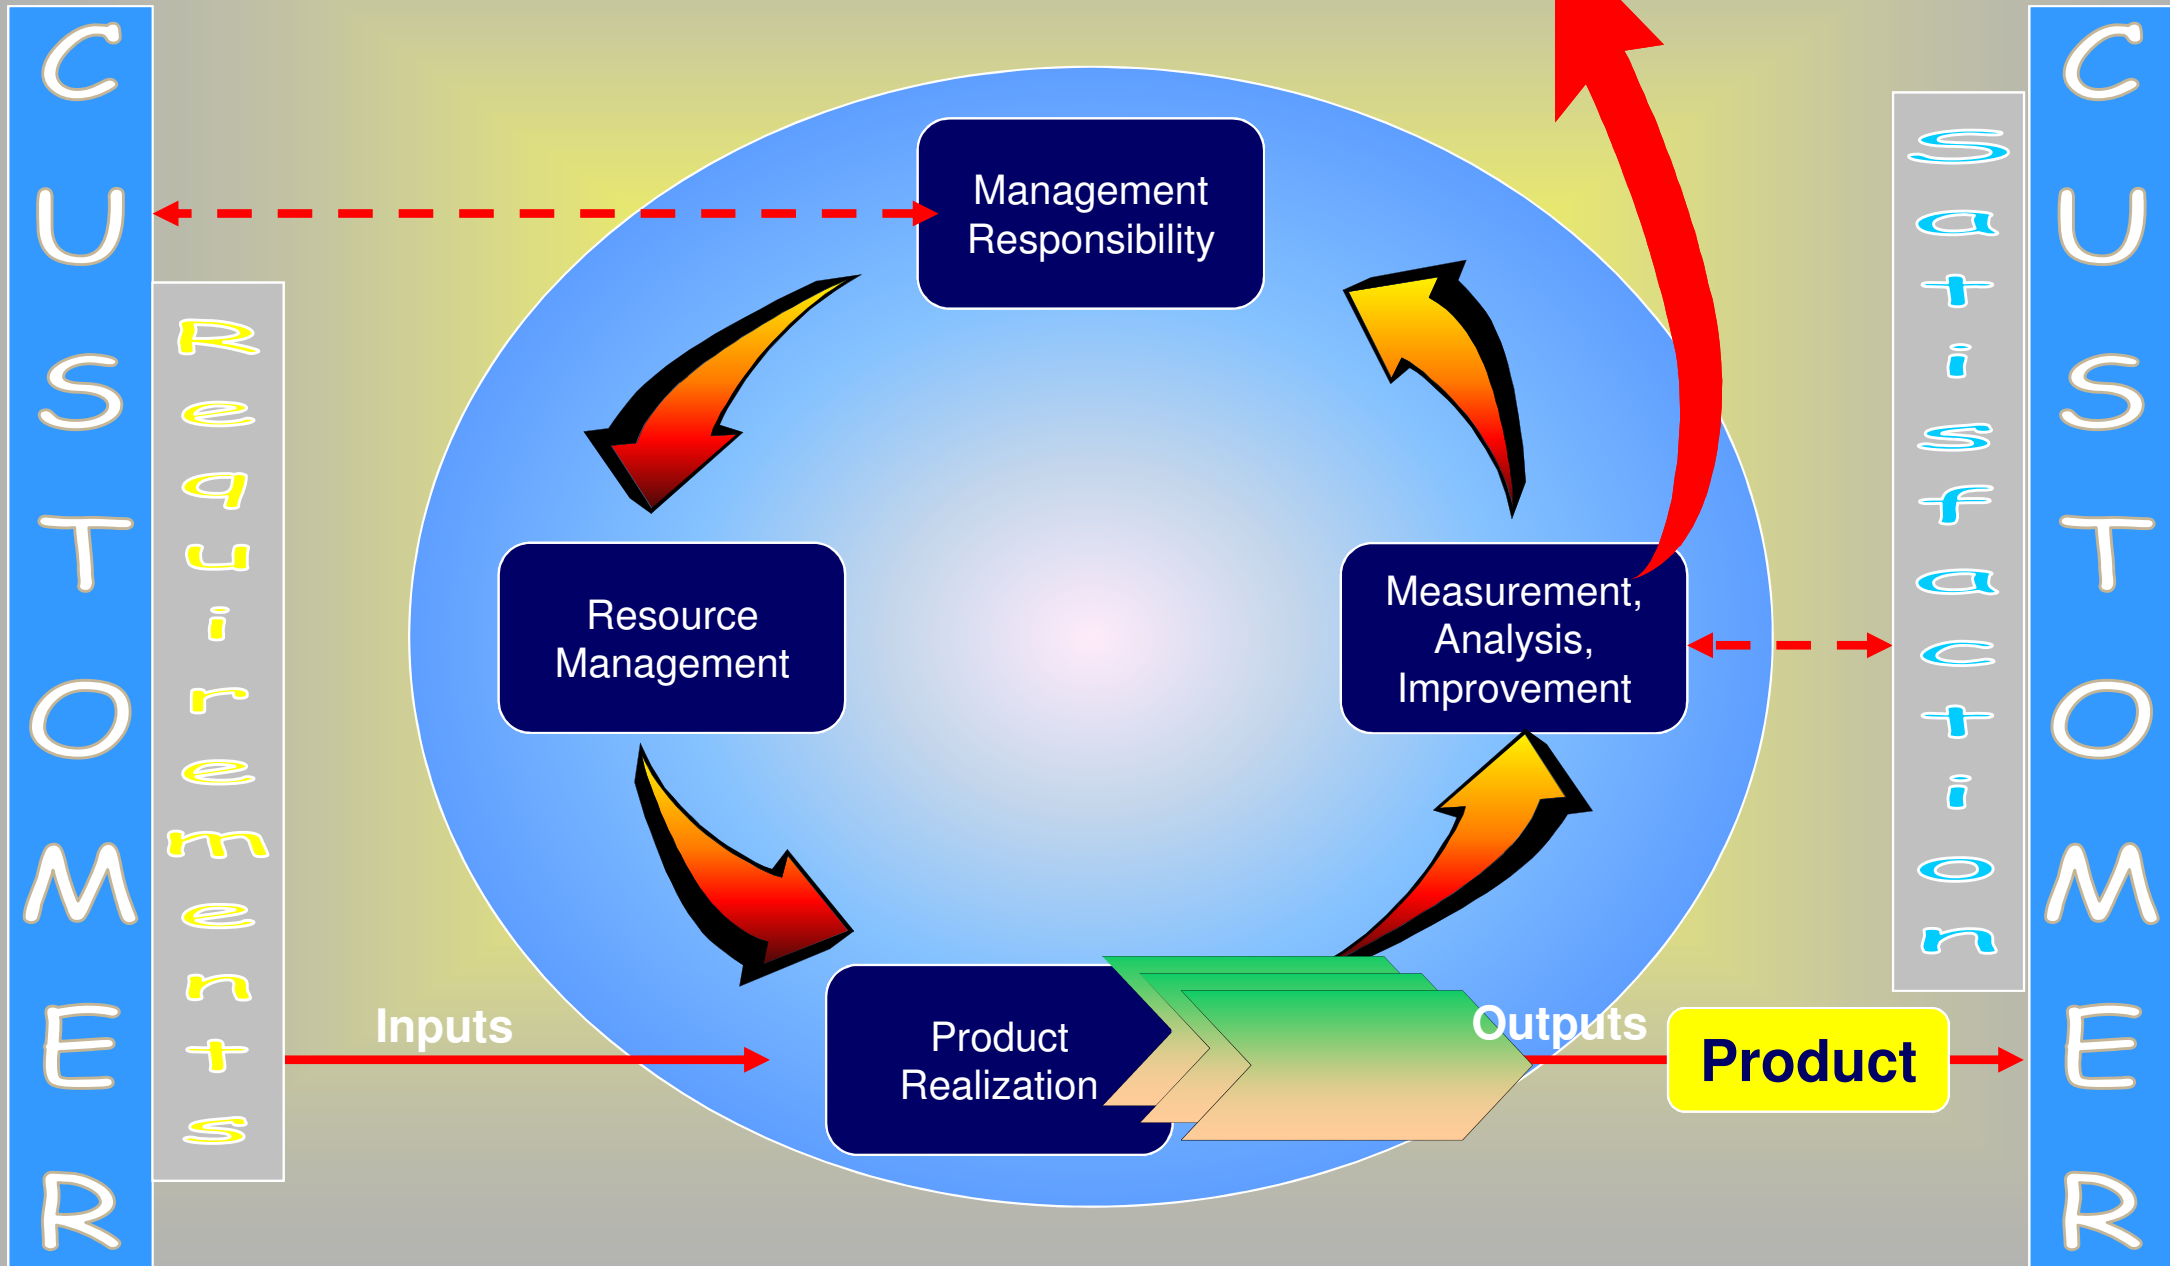 CUSTOMER
Requirements
Management
Responsibility
Resource
Management
Measurement,
Analysis,
Improvement
Product
Realization
Inputs
Outputs
Product
Satisfaction
CUSTOMER